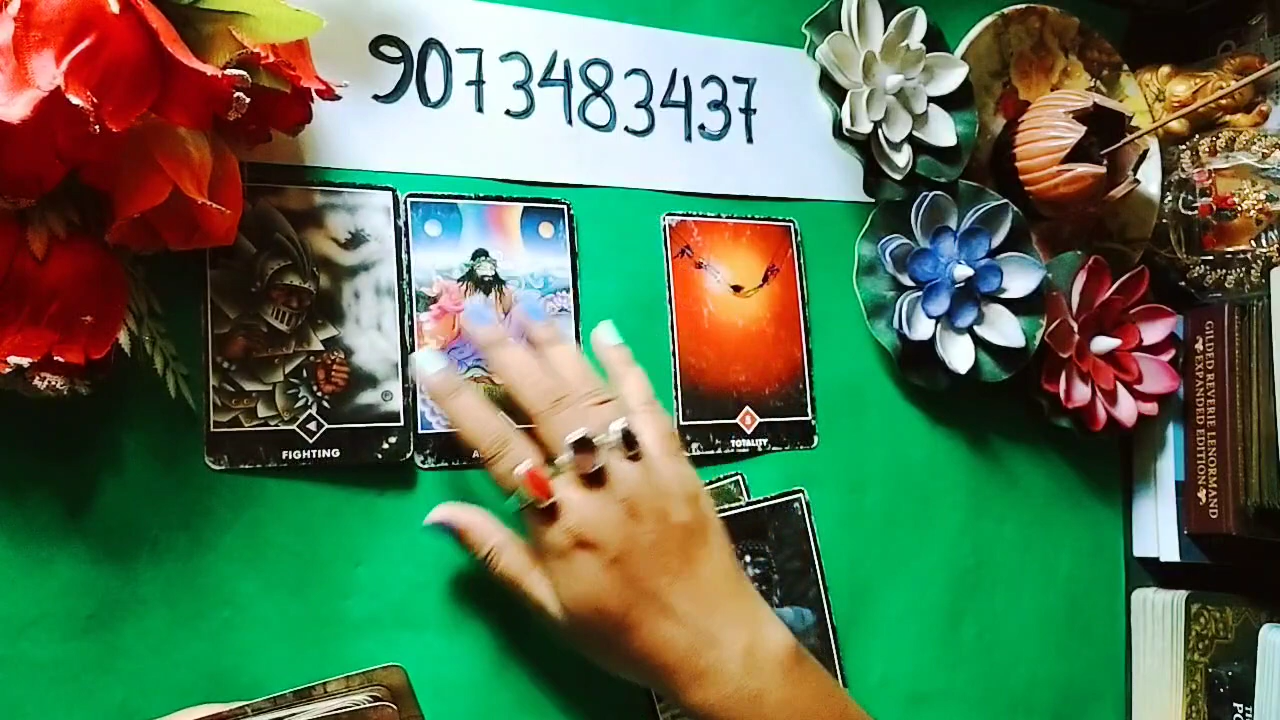 9073483437
FIGHTING
TOTALITY
GILDED REVERIE LENORMAND
EXPANDED EDITION